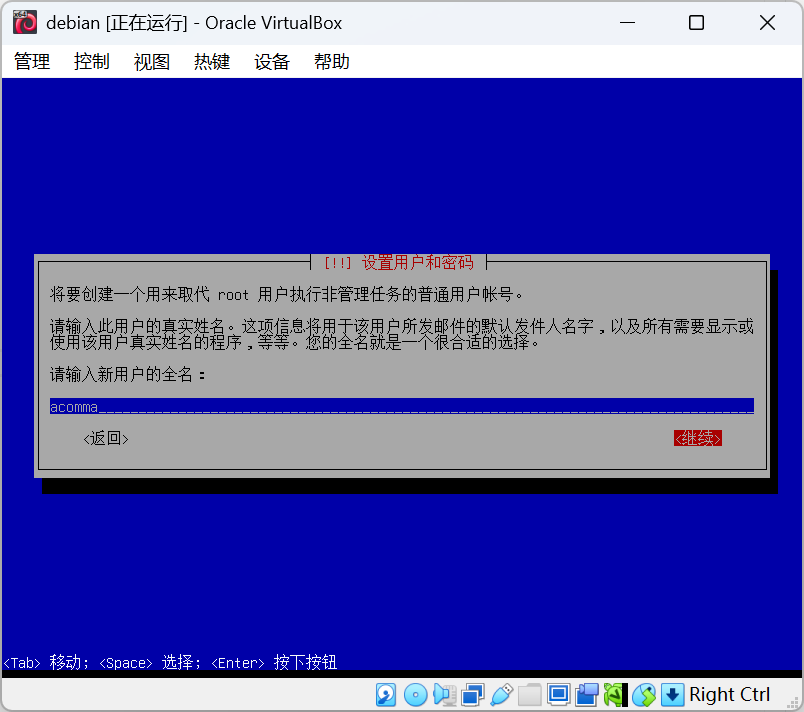 debian [正在运行] - Oracle VirtualBox
管理 控制 视图 热键 设备 帮助
[!!] 设置用户和密码
将要创建一个用来取代 root 用户执行非管理任务的普通用户帐号。
请输入此用户的真实姓名。这项信息将用于该用户所发邮件的默认发件人名字，以及所有需要显示或
使用该用户真实姓名的程序，等等。您的全名就是一个很合适的选择。
请输入新用户的全名：
acomma
<返回> <继续>
<Tab> 移动; <Space> 选择; <Enter> 按下按钮
Right Ctrl